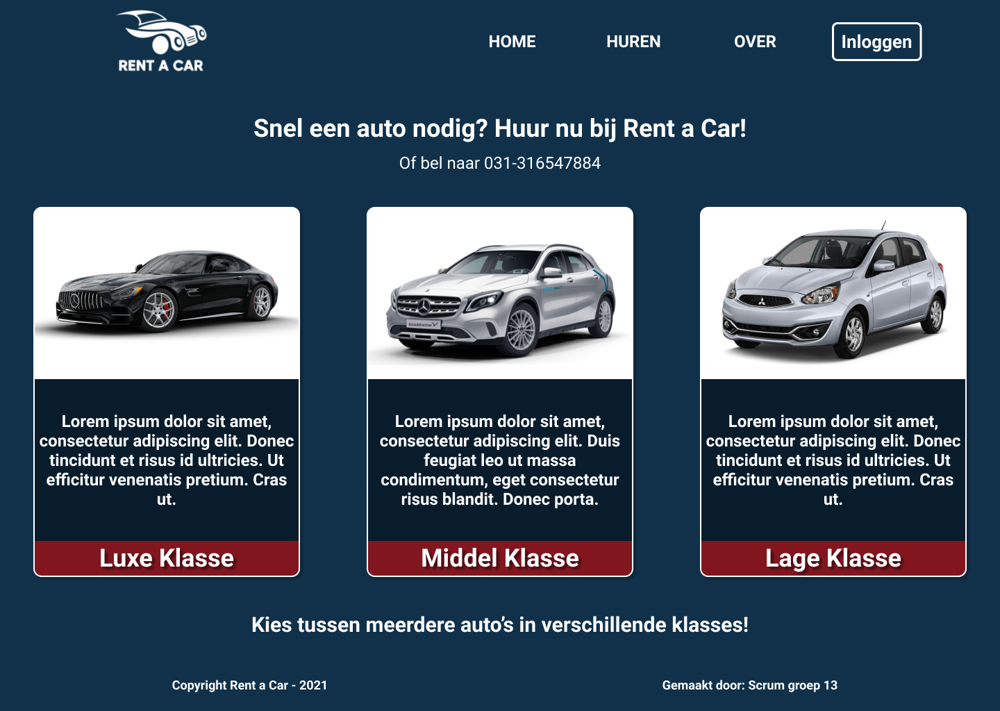 RENT A CAR
HOME
HUREN
OVER
Inloggen
Snel een auto nodig? Huur nu bij Rent a Car!
Of bel naar 031-316547884
SHARENOW
Lorem ipsum dolor sit amet,
consectetur adipiscing elit. Donec
tincidunt et risus id ultricies. Ut
efficitur venenatis pretium. Cras
ut.
Luxe Klasse
Lorem ipsum dolor sit amet,
consectetur adipiscing elit. Duis
feugiat leo ut massa
condimentum, eget consectetur
risus blandit. Donec porta.
Middel Klasse
Lorem ipsum dolor sit amet,
consectetur adipiscing elit. Donec
tincidunt et risus id ultricies. Ut
efficitur venenatis pretium. Cras
ut.
Lage Klasse
Kies tussen meerdere auto’s in verschillende klasses!
Copyright Rent a Car - 2021
Gemaakt door: Scrum groep 13